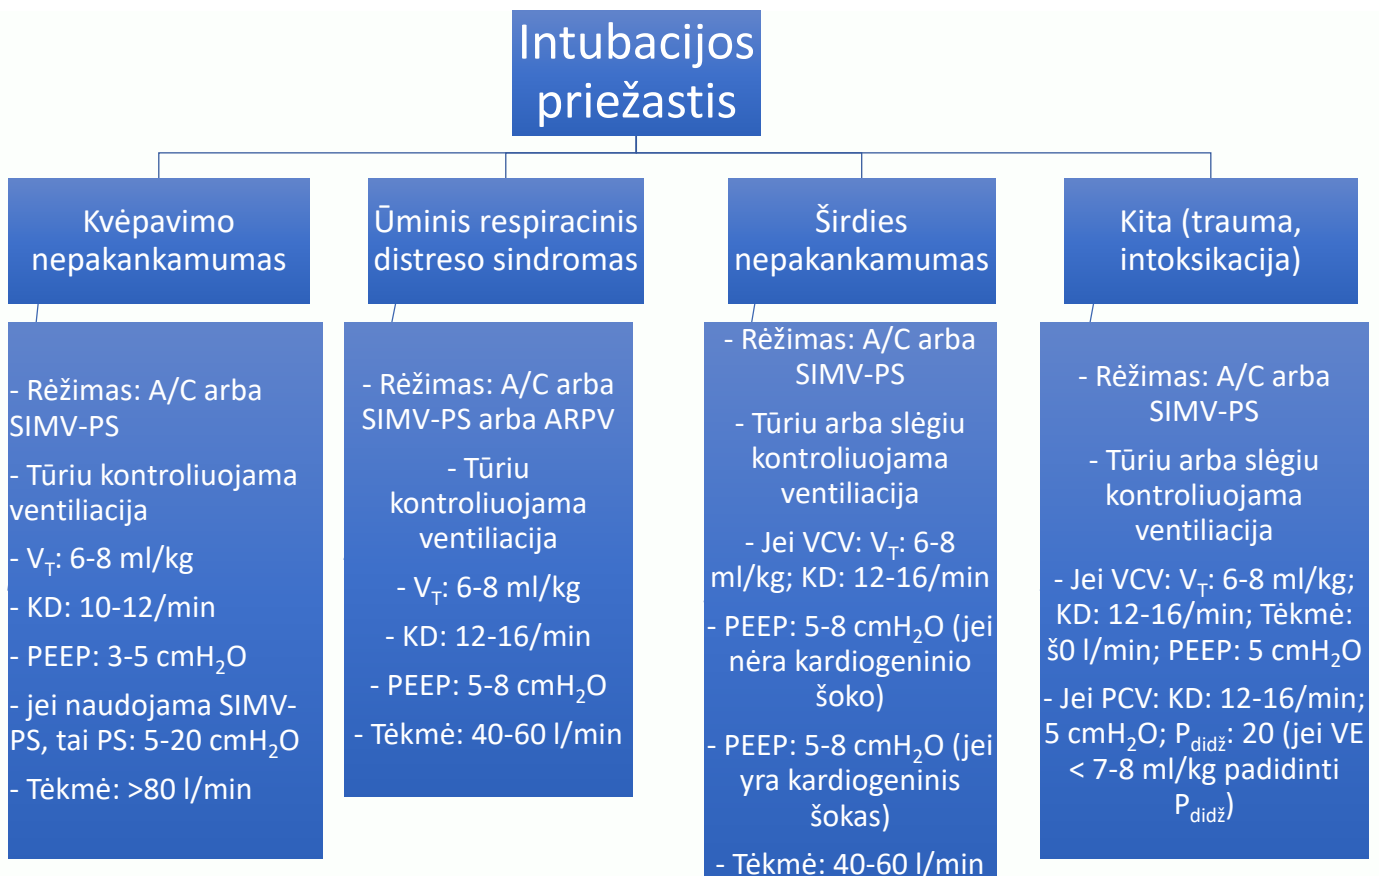 Intubacijos
priežastis
Kvėpavimo
nepakankamumas
- Rėžimas: A/C arba
SIMV-PS
- Tūriu kontroliuojama
ventiliacija
- V_T: 6-8 ml/kg
- KD: 10-12/min
- PEEP: 3-5 cmH₂O
- jei naudojama SIMV-
PS, tai PS: 5-20 cmH₂O
- Tėkmė: >80 l/min
Ūminis respiracinis
distreso sindromas
- Rėžimas: A/C arba
SIMV-PS arba ARPV
- Tūriu
kontroliuojama
ventiliacija
- V_T: 6-8 ml/kg
- KD: 12-16/min
- PEEP: 5-8 cmH₂O
- Tėkmė: 40-60 l/min
Širdies
nepakankamumas
- Rėžimas: A/C arba
SIMV-PS
- Tūriu arba slėgiu
kontroliuojama
ventiliacija
- Jei VCV: V_T: 6-8
ml/kg; KD: 12-16/min
- PEEP: 5-8 cmH₂O (jei
nėra kardiogeninio
šoko)
- PEEP: 5-8 cmH₂O (jei
yra kardiogeninis
šokas)
- Tėkmė: 40-60 l/min
Kita (trauma,
intoksikacija)
- Rėžimas: A/C arba
SIMV-PS
- Tūriu arba slėgiu
kontroliuojama
ventiliacija
- Jei VCV: V_T: 6-8 ml/kg;
KD: 12-16/min; Tėkmė:
š0 l/min; PEEP: 5 cmH₂O
- Jei PCV: KD: 12-16/min;
5 cmH₂O; P_didž: 20 (jei VE
< 7-8 ml/kg padidinti
P_didž)